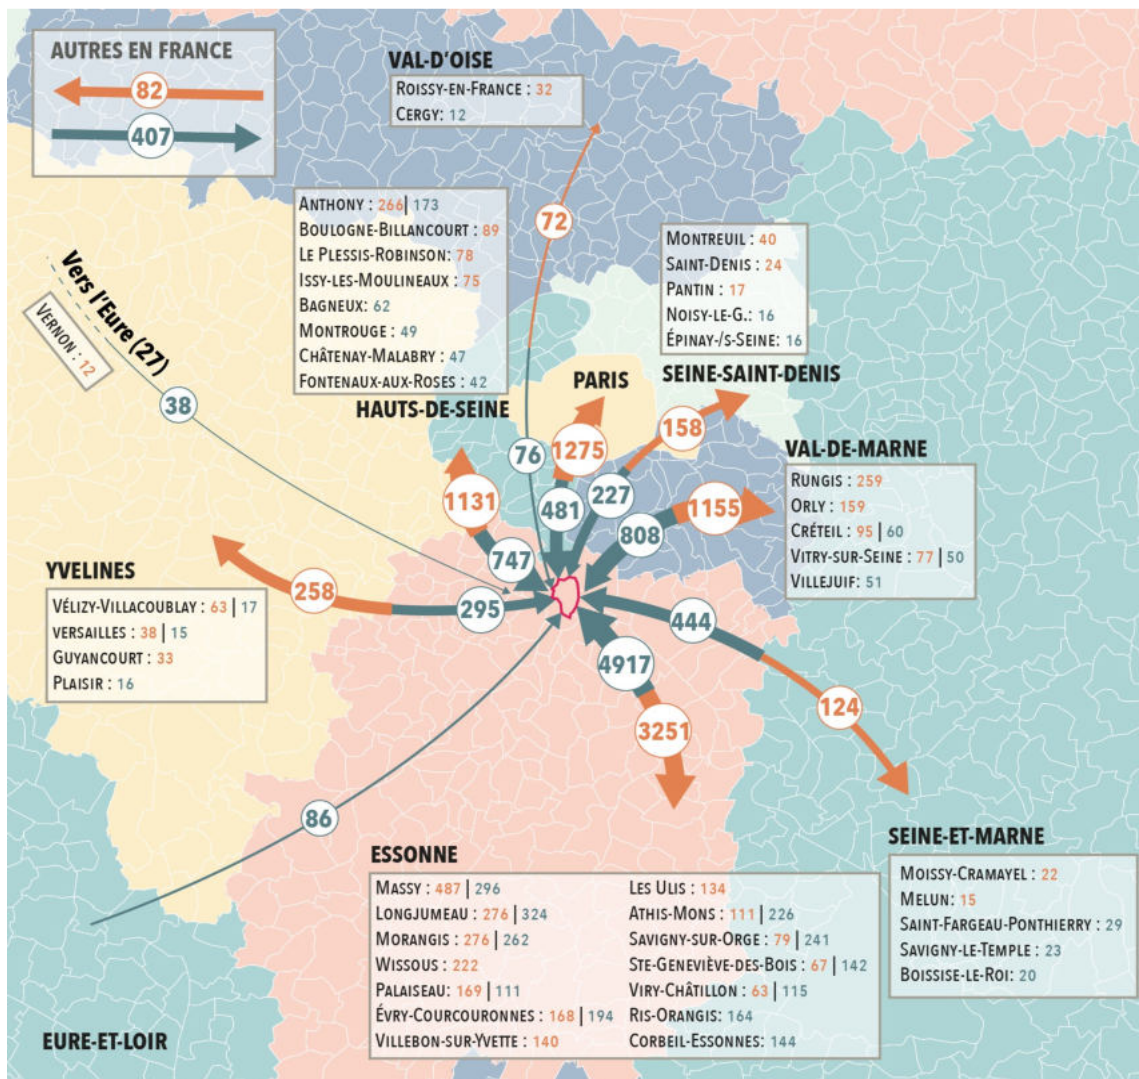 AUTRES EN FRANCE
82
407
VAL-D'OISE
ROISSY-EN-FRANCE : 32
CERGY: 12
72
ANTHONY : 266 | 173
BOULOGNE-BILLANCOURT : 89
LE PLESSIS-ROBINSON: 78
ISSY-LES-MOULINEAUX : 75
BAGNEUX : 62
MONTROUGE : 49
CHÂTENAY-MALABRY : 47
FONTENAUX-AUX-ROSES : 42
HAUTS-DE-SEINE
MONTREUIL : 40
SAINT-DENIS : 24
PANTIN : 17
NOISY-LE-G.: 16
ÉPINAY-/S-SEINE: 16
SEINE-SAINT-DENIS
PARIS
Vers l'Eure (27)
VERNON : 12
38
76
1275
481
158
227
1131
747
1155
808
VAL-DE-MARNE
RUNGIS : 259
ORLY : 159
CRÉTEIL : 95 | 60
VITRY-SUR-SEINE : 77 | 50
VILLEJUIF: 51
YVELINES
VÉLIZY-VILLACOUBLAY : 63 | 17
VERSAILLES : 38 | 15
GUYANCOURT : 33
PLAISIR : 16
258
295
444
124
4917
3251
86
EURE-ET-LOIR
ESSONNE
MASSY : 487 | 296
LONGJUMEAU : 276 | 324
MORANGIS : 276 | 262
WISSOUS : 222
PALAISEAU: 169 | 111
ÉVRY-COURCOURONNES : 168 | 194
VILLEBON-SUR-YVETTE : 140
LES ULIS : 134
ATHIS-MONS : 111 | 226
SAVIGNY-SUR-ORGE : 79 | 241
STE-GENEVIÈVE-DES-BOIS : 67 | 142
VIRY-CHÂTILLON : 63 | 115
RIS-ORANGIS: 164
CORBEIL-ESSONNES: 144
SEINE-ET-MARNE
MOISSY-CRAMAYEL : 22
MELUN: 15
SAINT-FARGEAU-PONTHIERRY : 29
SAVIGNY-LE-TEMPLE : 23
BOISSISE-LE-ROI: 20